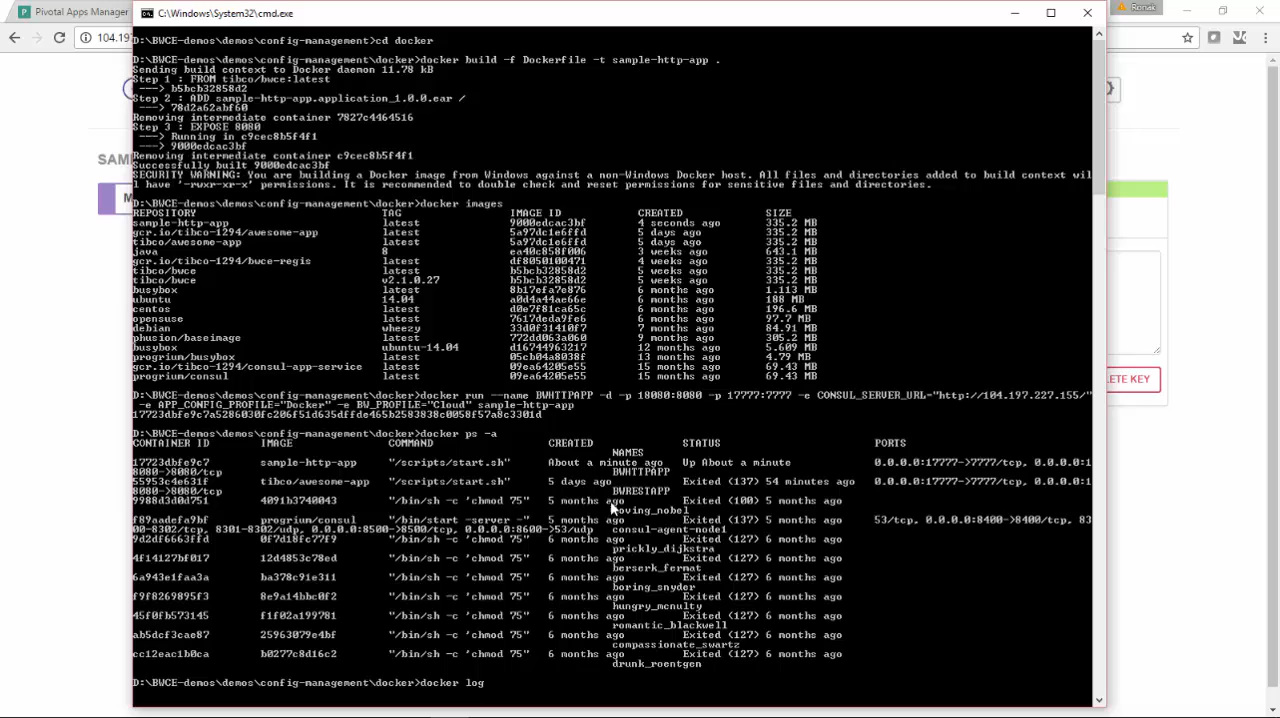 Pivotal Apps Manager
C:\Windows\System32\cmd.exe
Ronak
104.19
D:\BWCE-demos\demos\config-management>cd docker
D:\BWCE-demos\demos\config-management\docker>docker build -f Dockerfile -t sample-http-app .
Sending build context to Docker daemon 11.78 kB
Step 1 : FROM tibco/bwce:latest
---> b5bcb32858d2
Step 2 : ADD sample-http-app.application_1.0.0.ear /
---> 78d2a62abf60
Removing intermediate container 7827c4464516
Step 3 : EXPOSE 8080
---> Running in c9cec8b5f4f1
---> 9000edcac3bf
Removing intermediate container c9cec8b5f4f1
Successfully built 9000edcac3bf
SECURITY WARNING: You are building a Docker image from Windows against a non-Windows Docker host. All files and directories added to build context wil
l have '-rwxr-xr-x' permissions. It is recommended to double check and reset permissions for sensitive files and directories.
D:\BWCE-demos\demos\config-management\docker>docker images
REPOSITORY TAG IMAGE ID CREATED SIZE
sample-http-app latest 9000edcac3bf 4 seconds ago 335.2 MB
gcr.io/tibco-1294/awesome-app latest 5a97dc1e6ffd 5 days ago 335.2 MB
tibco/awesome-app latest 5a97dc1e6ffd 5 days ago 335.2 MB
java 8 ea40c858f006 3 weeks ago 643.1 MB
gcr.io/tibco-1294/bwce-regis latest df8050100471 4 weeks ago 335.2 MB
tibco/bwce latest b5bcb32858d2 5 weeks ago 335.2 MB
tibco/bwce v2.1.0.27 b5bcb32858d2 5 weeks ago 335.2 MB
busybox latest 8b17efa7e876 6 months ago 1.113 MB
ubuntu 14.04 a0d4a44ae66e 6 months ago 188 MB
centos latest d0e7f81ca65c 6 months ago 196.6 MB
opensuse latest 7617deda9fe6 6 months ago 97.7 MB
debian wheezy 33d0f31410f7 7 months ago 84.91 MB
phusion/baseimage latest 772dd063a060 9 months ago 305.2 MB
busybox ubuntu-14.04 d16744963217 12 months ago 5.609 MB
progrium/busybox latest 05cb04a8038f 13 months ago 4.79 MB
gcr.io/tibco-1294/consul-app-service latest 09ea64205e55 15 months ago 69.43 MB
progrium/consul latest 09ea64205e55 15 months ago 69.43 MB
D:\BWCE-demos\demos\config-management\docker>docker run --name BWHTTPAPP -d -p 18080:8080 -p 17777:7777 -e CONSUL_SERVER_URL="http://104.197.227.155/"
-e APP_CONFIG_PROFILE="Docker" -e BW_PROFILE="Cloud" sample-http-app
17723dbfe9c7a5286030fc206f51d635dffde465b2583838c0058f57a8c3301d
D:\BWCE-demos\demos\config-management\docker>docker ps -a
CONTAINER ID IMAGE COMMAND CREATED STATUS PORTS
NAMES
17723dbfe9c7 sample-http-app "/scripts/start.sh" About a minute ago Up About a minute 0.0.0.0:17777->7777/tcp, 0.0.0.0:1
8080->8080/tcp BWHTTPAPP
55953c4e631f tibco/awesome-app "/scripts/start.sh" 5 days ago Exited (137) 54 minutes ago 0.0.0.0:17777->7777/tcp, 0.0.0.0:1
8080->8080/tcp BWRESTAPP
9988d3d0d751 4091b3740043 "/bin/sh -c 'chmod 75" 5 months ago Exited (100) 5 months ago
moving_nobel
f89aadefa9bf progrium/consul "/bin/start -server -" 5 months ago Exited (137) 5 months ago 53/tcp, 0.0.0.0:8400->8400/tcp, 83
00-8302/tcp, 8301-8302/udp, 0.0.0.0:8500->8500/tcp, 0.0.0.0:8600->53/udp consul-agent-node1
9d2df6663ffd 0f7d18fc77f9 "/bin/sh -c 'chmod 75" 6 months ago Exited (127) 6 months ago
prickly_dijkstra
4f14127bf017 12d4853c78ed "/bin/sh -c 'chmod 75" 6 months ago Exited (127) 6 months ago
berserk_fermat
6a943e1faa3a ba378c91e311 "/bin/sh -c 'chmod 75" 6 months ago Exited (127) 6 months ago
boring_snyder
f9f8269895f3 8e9a14bbc0f2 "/bin/sh -c 'chmod 75" 6 months ago Exited (127) 6 months ago
hungry_mcnulty
45f0fb573145 f1f02a199781 "/bin/sh -c 'chmod 75" 6 months ago Exited (127) 6 months ago
romantic_blackwell
ab5dcf3cae87 25963079e4bf "/bin/sh -c 'chmod 75" 6 months ago Exited (127) 6 months ago
compassionate_swartz
cc12eac1b0ca b0277c8d16c2 "/bin/sh -c 'chmod 75" 6 months ago Exited (127) 6 months ago
drunk_roentgen
D:\BWCE-demos\demos\config-management\docker>docker log
SAM
M
ETE KEY